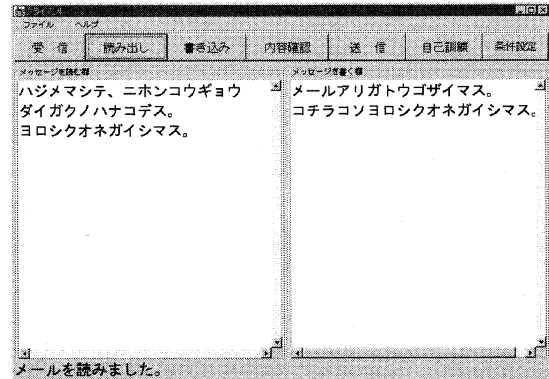 ファイル ヘルプ
受 信 読み出し 書き込み 内容確認 送 信 自己訓練 条件設定
メッセージを読む欄
メッセージを書く欄
ハジメマシテ、ニホンコウギョウ
ダイガクノハナコデス。
ヨロシクオネガイシマス。
メールアリガトウゴザイマス。
コチラコソヨロシクオネガイシマス。
メールを読みました。